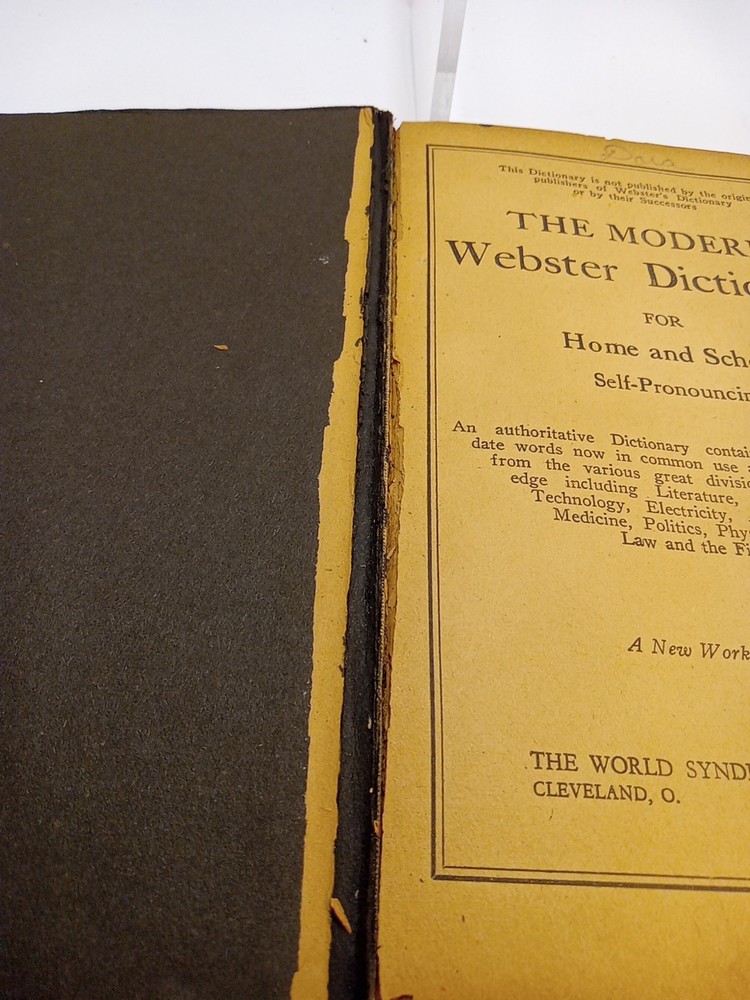 This Dictionary is not published by the origin
publishers of Webster's Dictionary
or by their Successors
THE MODER
Webster Dictio
FOR
Home and Sch
Self-Pronouncin
An authoritative Dictionary contai
date words now in common use
from the various great divisi
edge including Literature,
Technology, Electricity,
Medicine, Politics, Phy
Law and the Fi
A New Work
THE WORLD SYND
CLEVELAND, O.